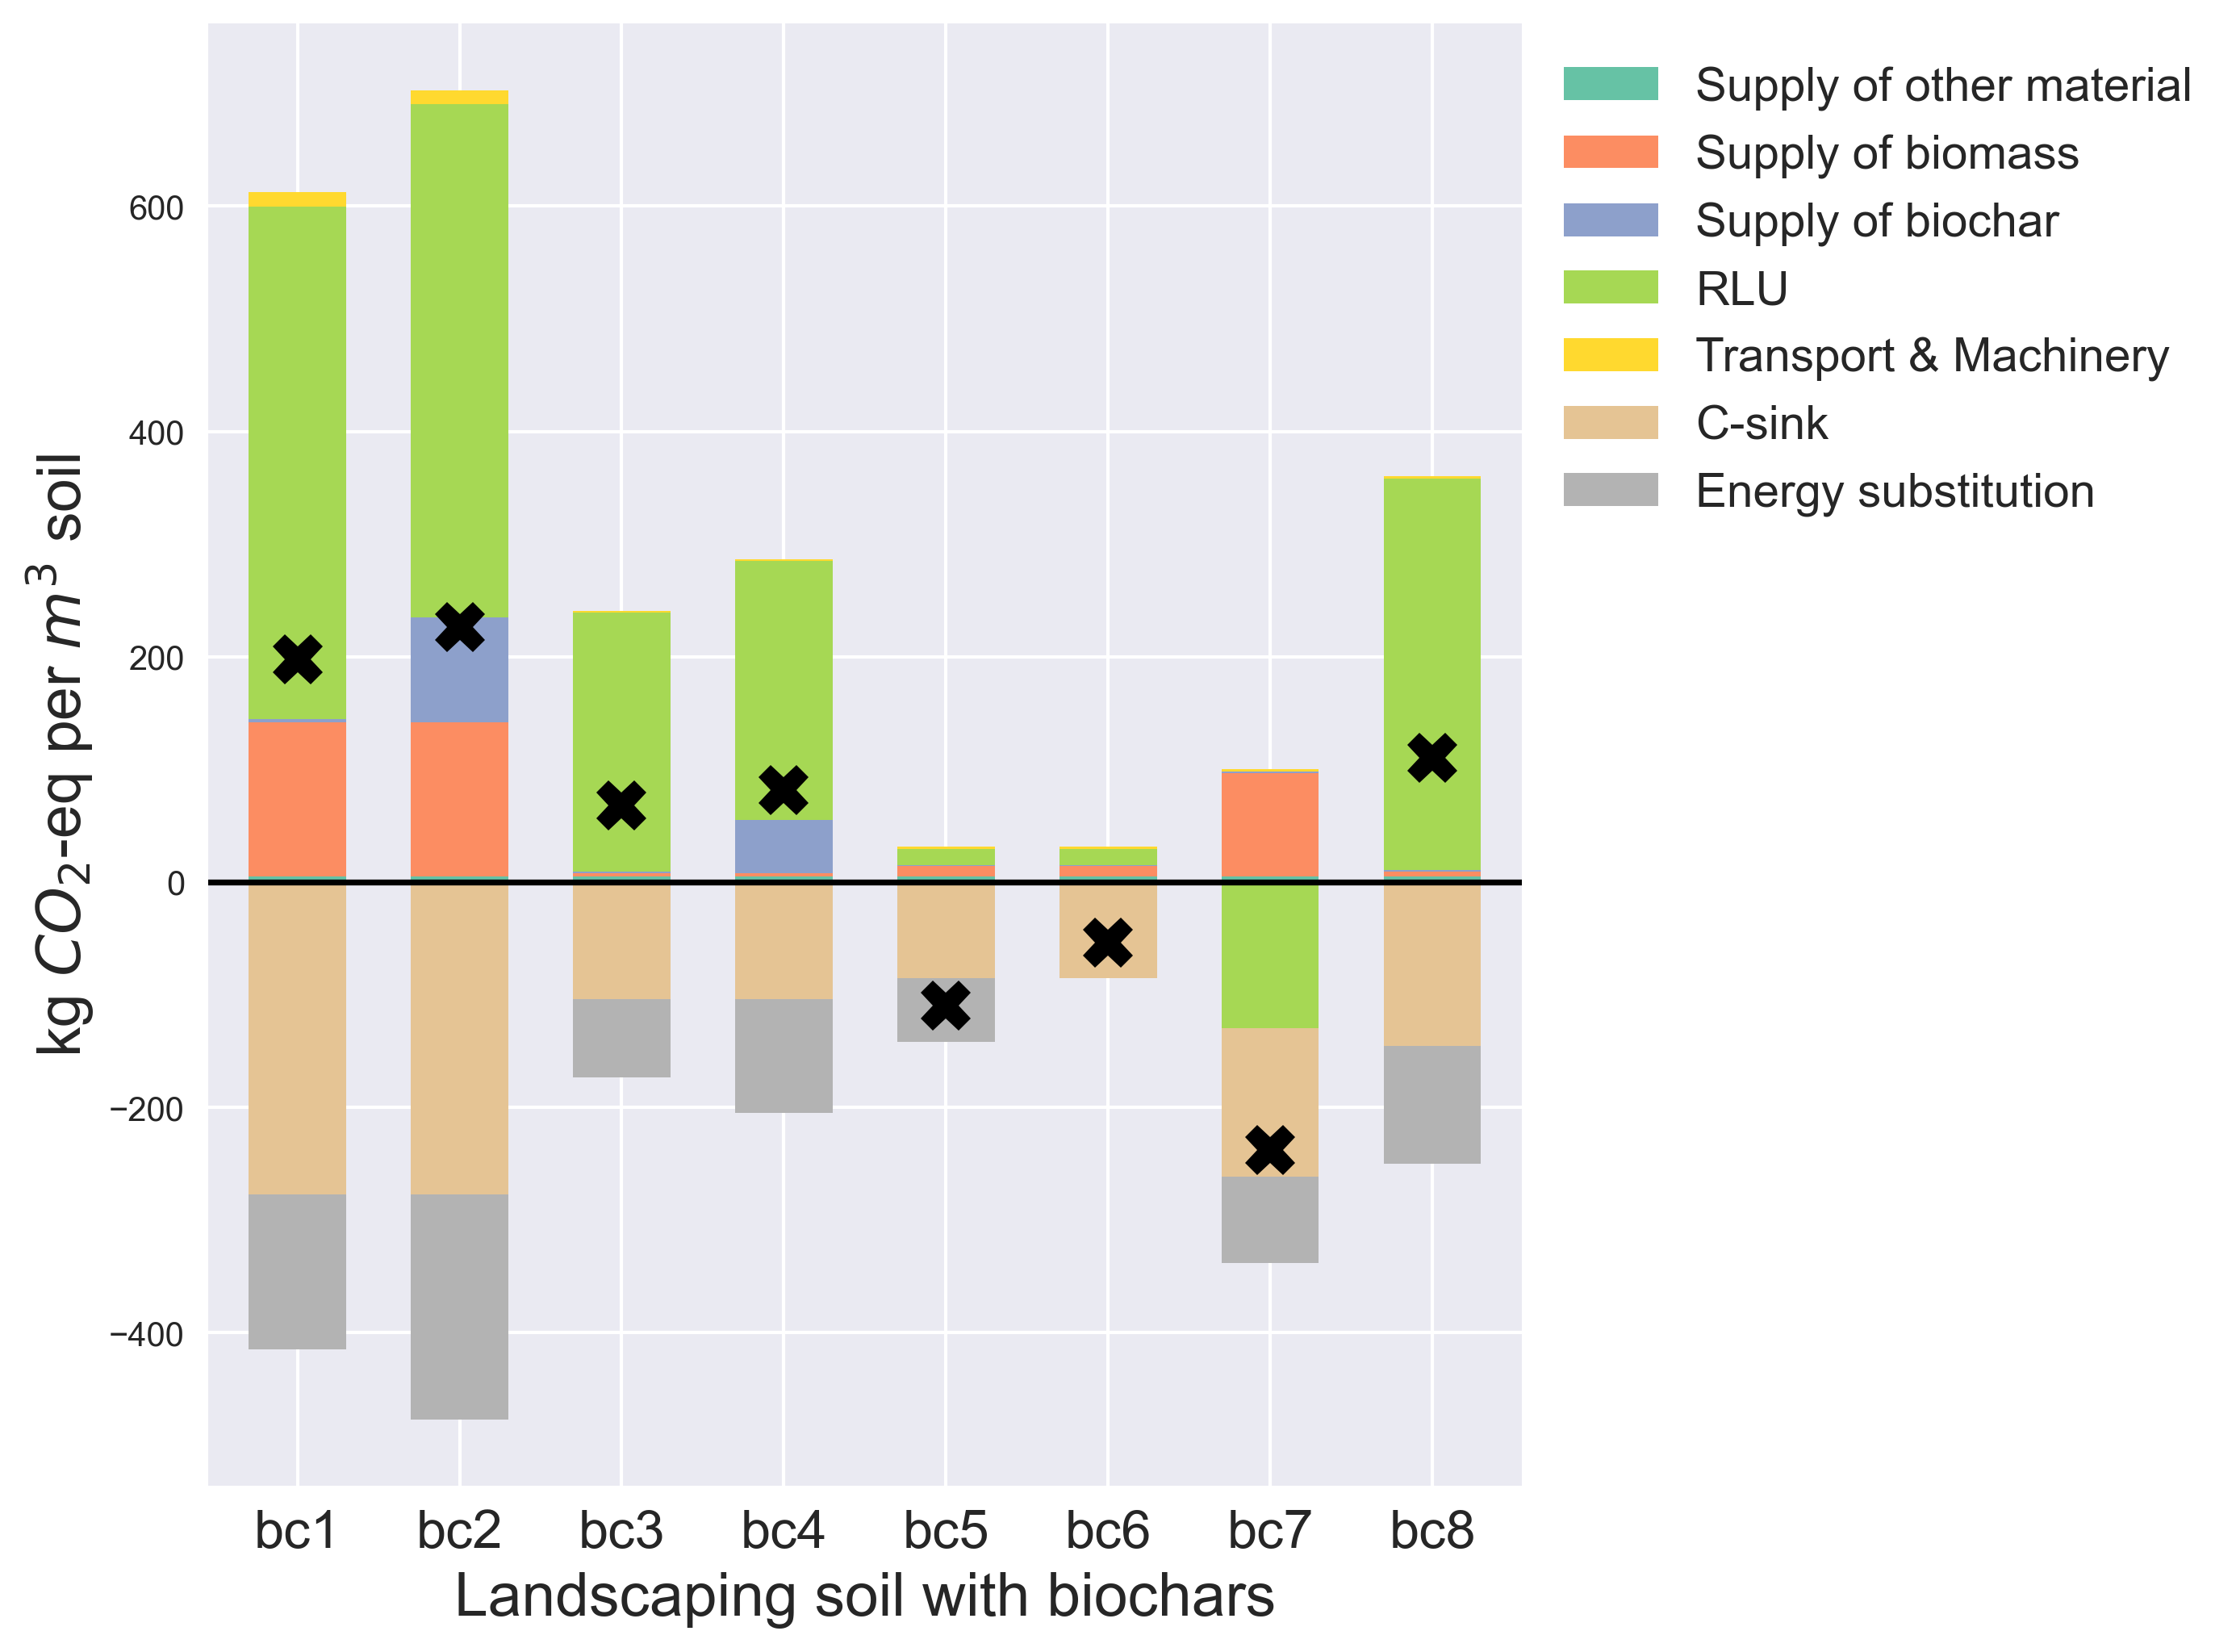 kg CO₂-eq per m³ soil
600
400
200
0
−200
−400
bc1 bc2 bc3 bc4 bc5 bc6 bc7 bc8
Landscaping soil with biochars
Supply of other material
Supply of biomass
Supply of biochar
RLU
Transport & Machinery
C-sink
Energy substitution